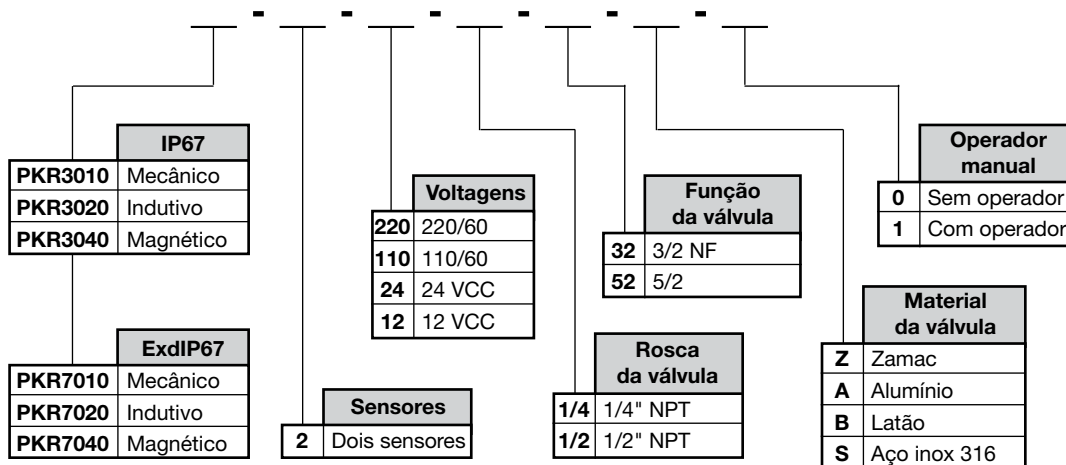 - - - - - -
IP67
PKR3010 Mecânico
PKR3020 Indutivo
PKR3040 Magnético
ExdIP67
PKR7010 Mecânico
PKR7020 Indutivo
PKR7040 Magnético
Sensores
2 Dois sensores
Voltagens
220 220/60
110 110/60
24 24 VCC
12 12 VCC
Rosca
da válvula
1/4 1/4" NPT
1/2 1/2" NPT
Função
da válvula
32 3/2 NF
52 5/2
Material
da válvula
Z Zamac
A Alumínio
B Latão
S Aço inox 316
Operador
manual
0 Sem operador
1 Com operador